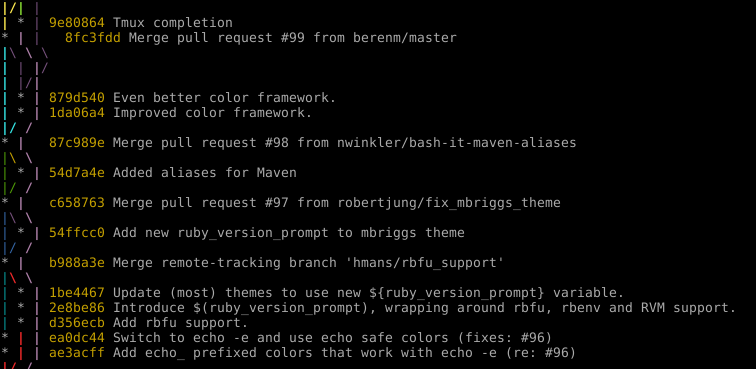 9e80864 Tmux completion
8fc3fdd Merge pull request #99 from berenm/master
879d540 Even better color framework.
1da06a4 Improved color framework.
87c989e Merge pull request #98 from nwinkler/bash-it-maven-aliases
54d7a4e Added aliases for Maven
c658763 Merge pull request #97 from robertjung/fix_mbriggs_theme
54ffcc0 Add new ruby_version_prompt to mbriggs theme
b988a3e Merge remote-tracking branch 'hmans/rbfu_support'
1be4467 Update (most) themes to use new ${ruby_version_prompt} variable.
2e8be86 Introduce $(ruby_version_prompt), wrapping around rbfu, rbenv and RVM support.
d356ecb Add rbfu support.
ea0dc44 Switch to echo -e and use echo safe colors (fixes: #96)
ae3acff Add echo_ prefixed colors that work with echo -e (re: #96)